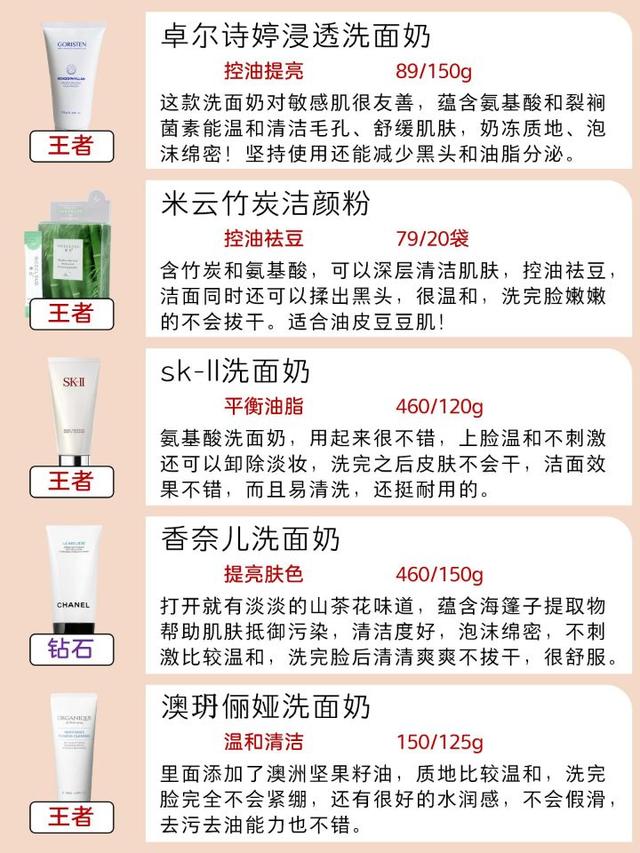 GORISTEN
王者
卓尔诗婷浸透洗面奶
控油提亮 89/150g
这款洗面奶对敏感肌很友善，蕴含氨基酸和裂裥
菌素能温和清洁毛孔、舒缓肌肤，奶冻质地、泡
沫绵密！坚持使用还能减少黑头和油脂分泌。
王者
米云竹炭洁颜粉
控油祛豆 79/20袋
含竹炭和氨基酸，可以深层清洁肌肤，控油祛豆，
洁面同时还可以揉出黑头，很温和，洗完脸嫩嫩
的不会拔干。适合油皮豆豆肌！
SK-II
王者
sk-ll洗面奶
平衡油脂 460/120g
氨基酸洗面奶，用起来很不错，上脸温和不刺激
还可以卸除淡妆，洗完之后皮肤不会干，洁面效
果不错，而且易清洗，还挺耐用的。
CHANEL
钻石
香奈儿洗面奶
提亮肤色 460/150g
打开就有淡淡的山茶花味道，蕴含海篷子提取物
帮助肌肤抵御污染，清洁度好，泡沫绵密，不刺
激比较温和，洗完脸后清清爽爽不拔干，很舒服。
ORGANIQUE
王者
澳玥俪娅洗面奶
温和清洁 150/125g
里面添加了澳洲坚果籽油，质地比较温和，洗完
脸完全不会紧绷，还有很好的水润感，不会假滑，
去污去油能力也不错。